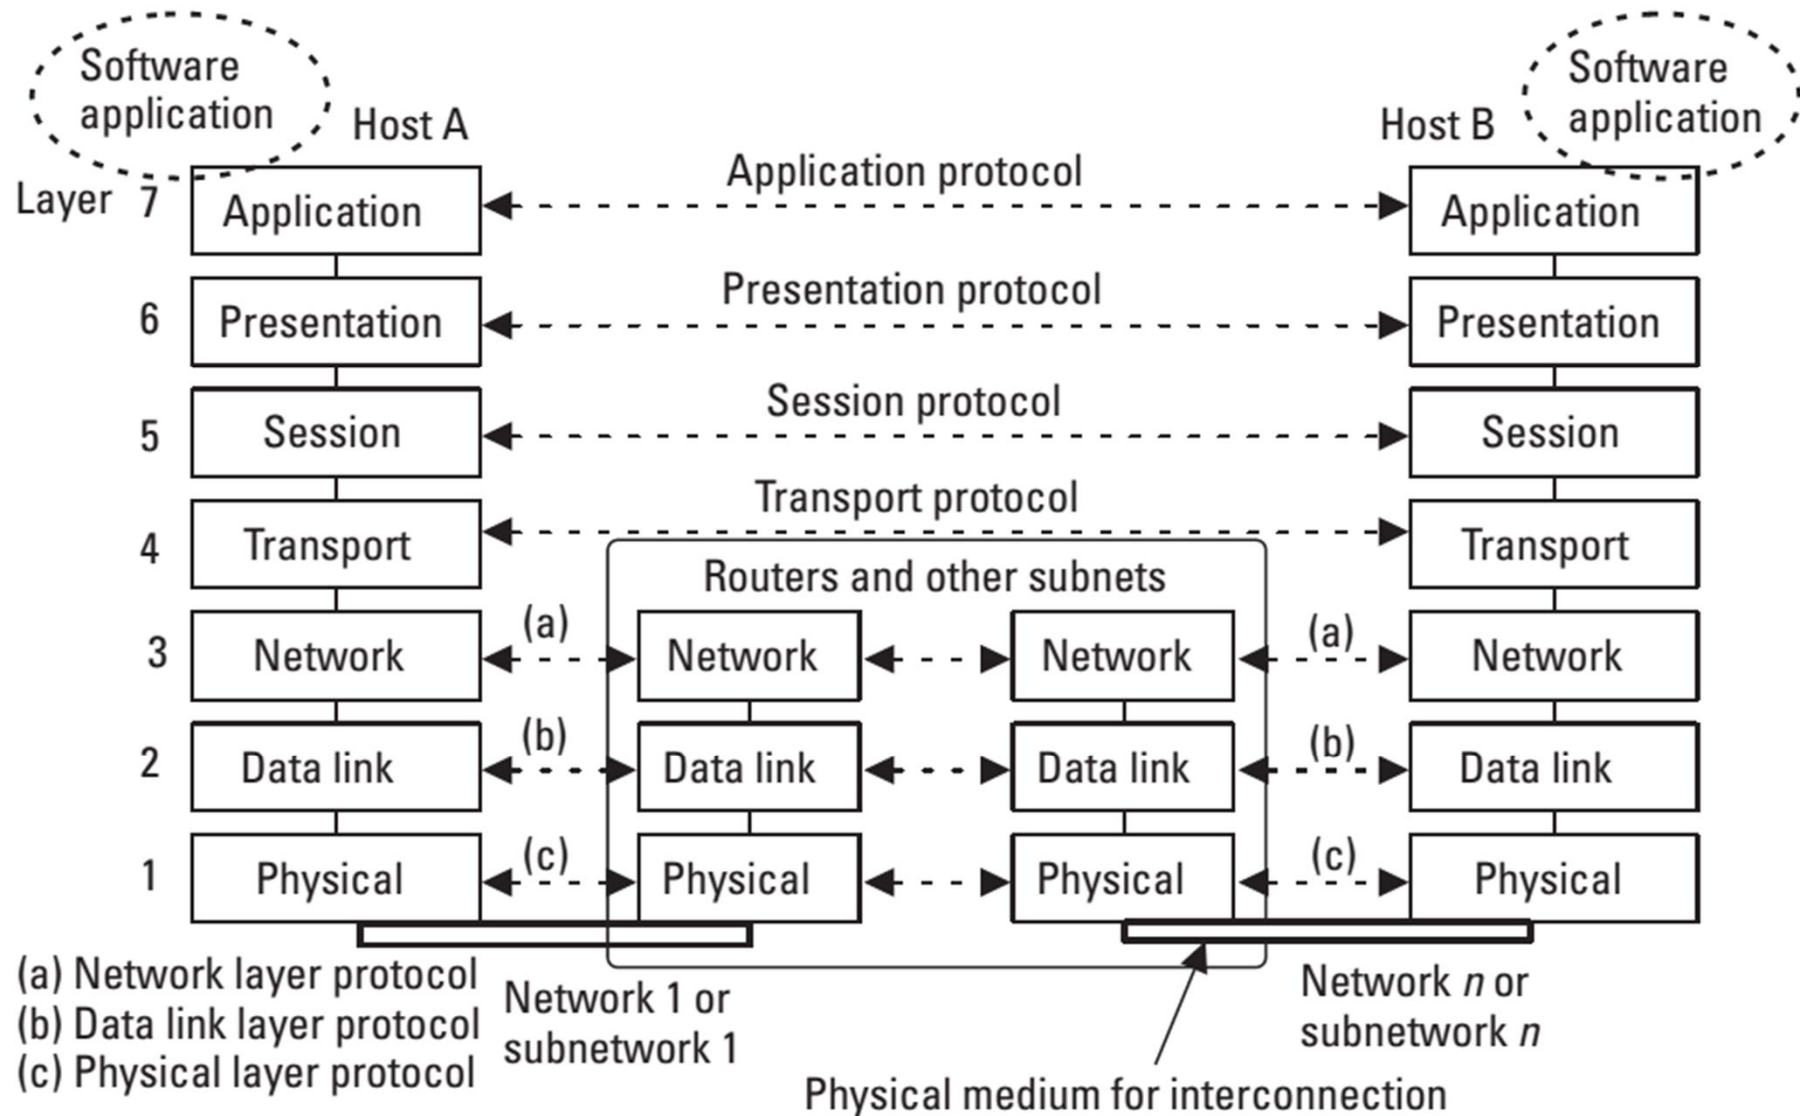 Software
application
Host A
Host B
Software
application
Layer 7
Application
Application protocol
Application
6
Presentation
Presentation protocol
Presentation
5
Session
Session protocol
Session
4
Transport
Transport protocol
Transport
Routers and other subnets
3
Network
(a)
Network
Network
(a)
Network
2
Data link
(b)
Data link
Data link
(b)
Data link
1
Physical
(c)
Physical
Physical
(c)
Physical
(a) Network layer protocol
(b) Data link layer protocol
(c) Physical layer protocol
Network 1 or
subnetwork 1
Network n or
subnetwork n
Physical medium for interconnection